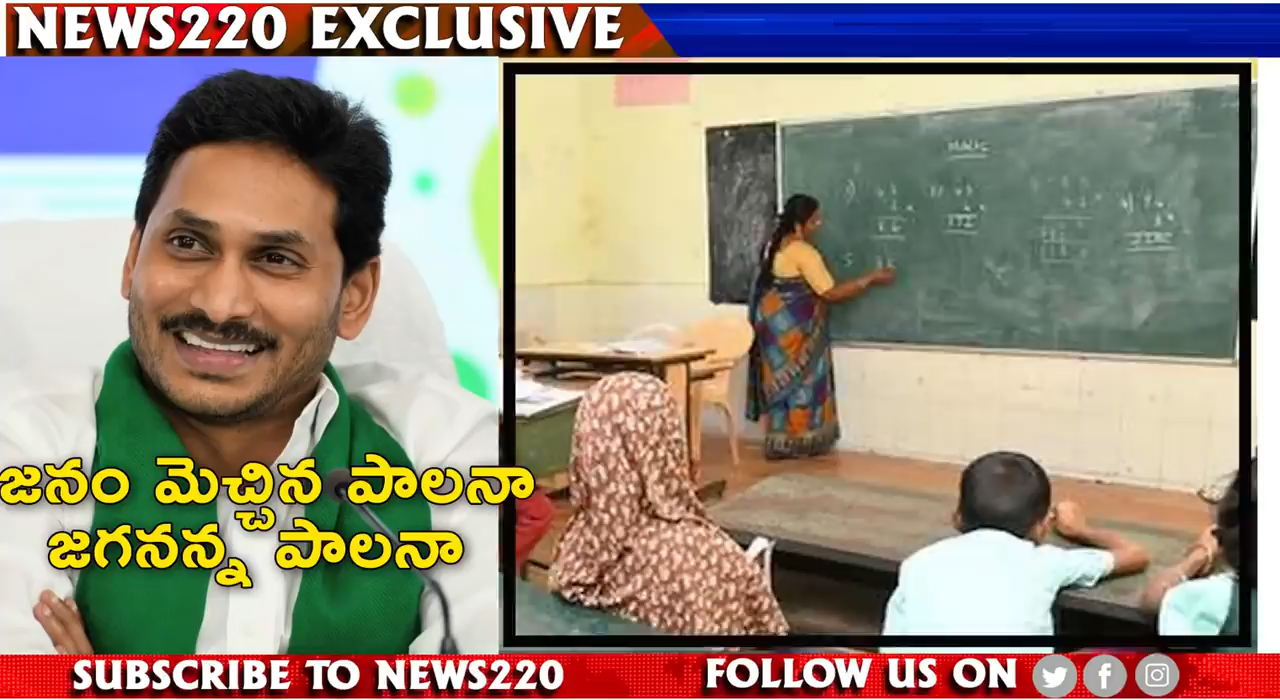 NEWS220 EXCLUSIVE
జనం మెచ్చిన పాలనా
జగనన్న పాలనా
SUBSCRIBE TO NEWS220
FOLLOW US ON